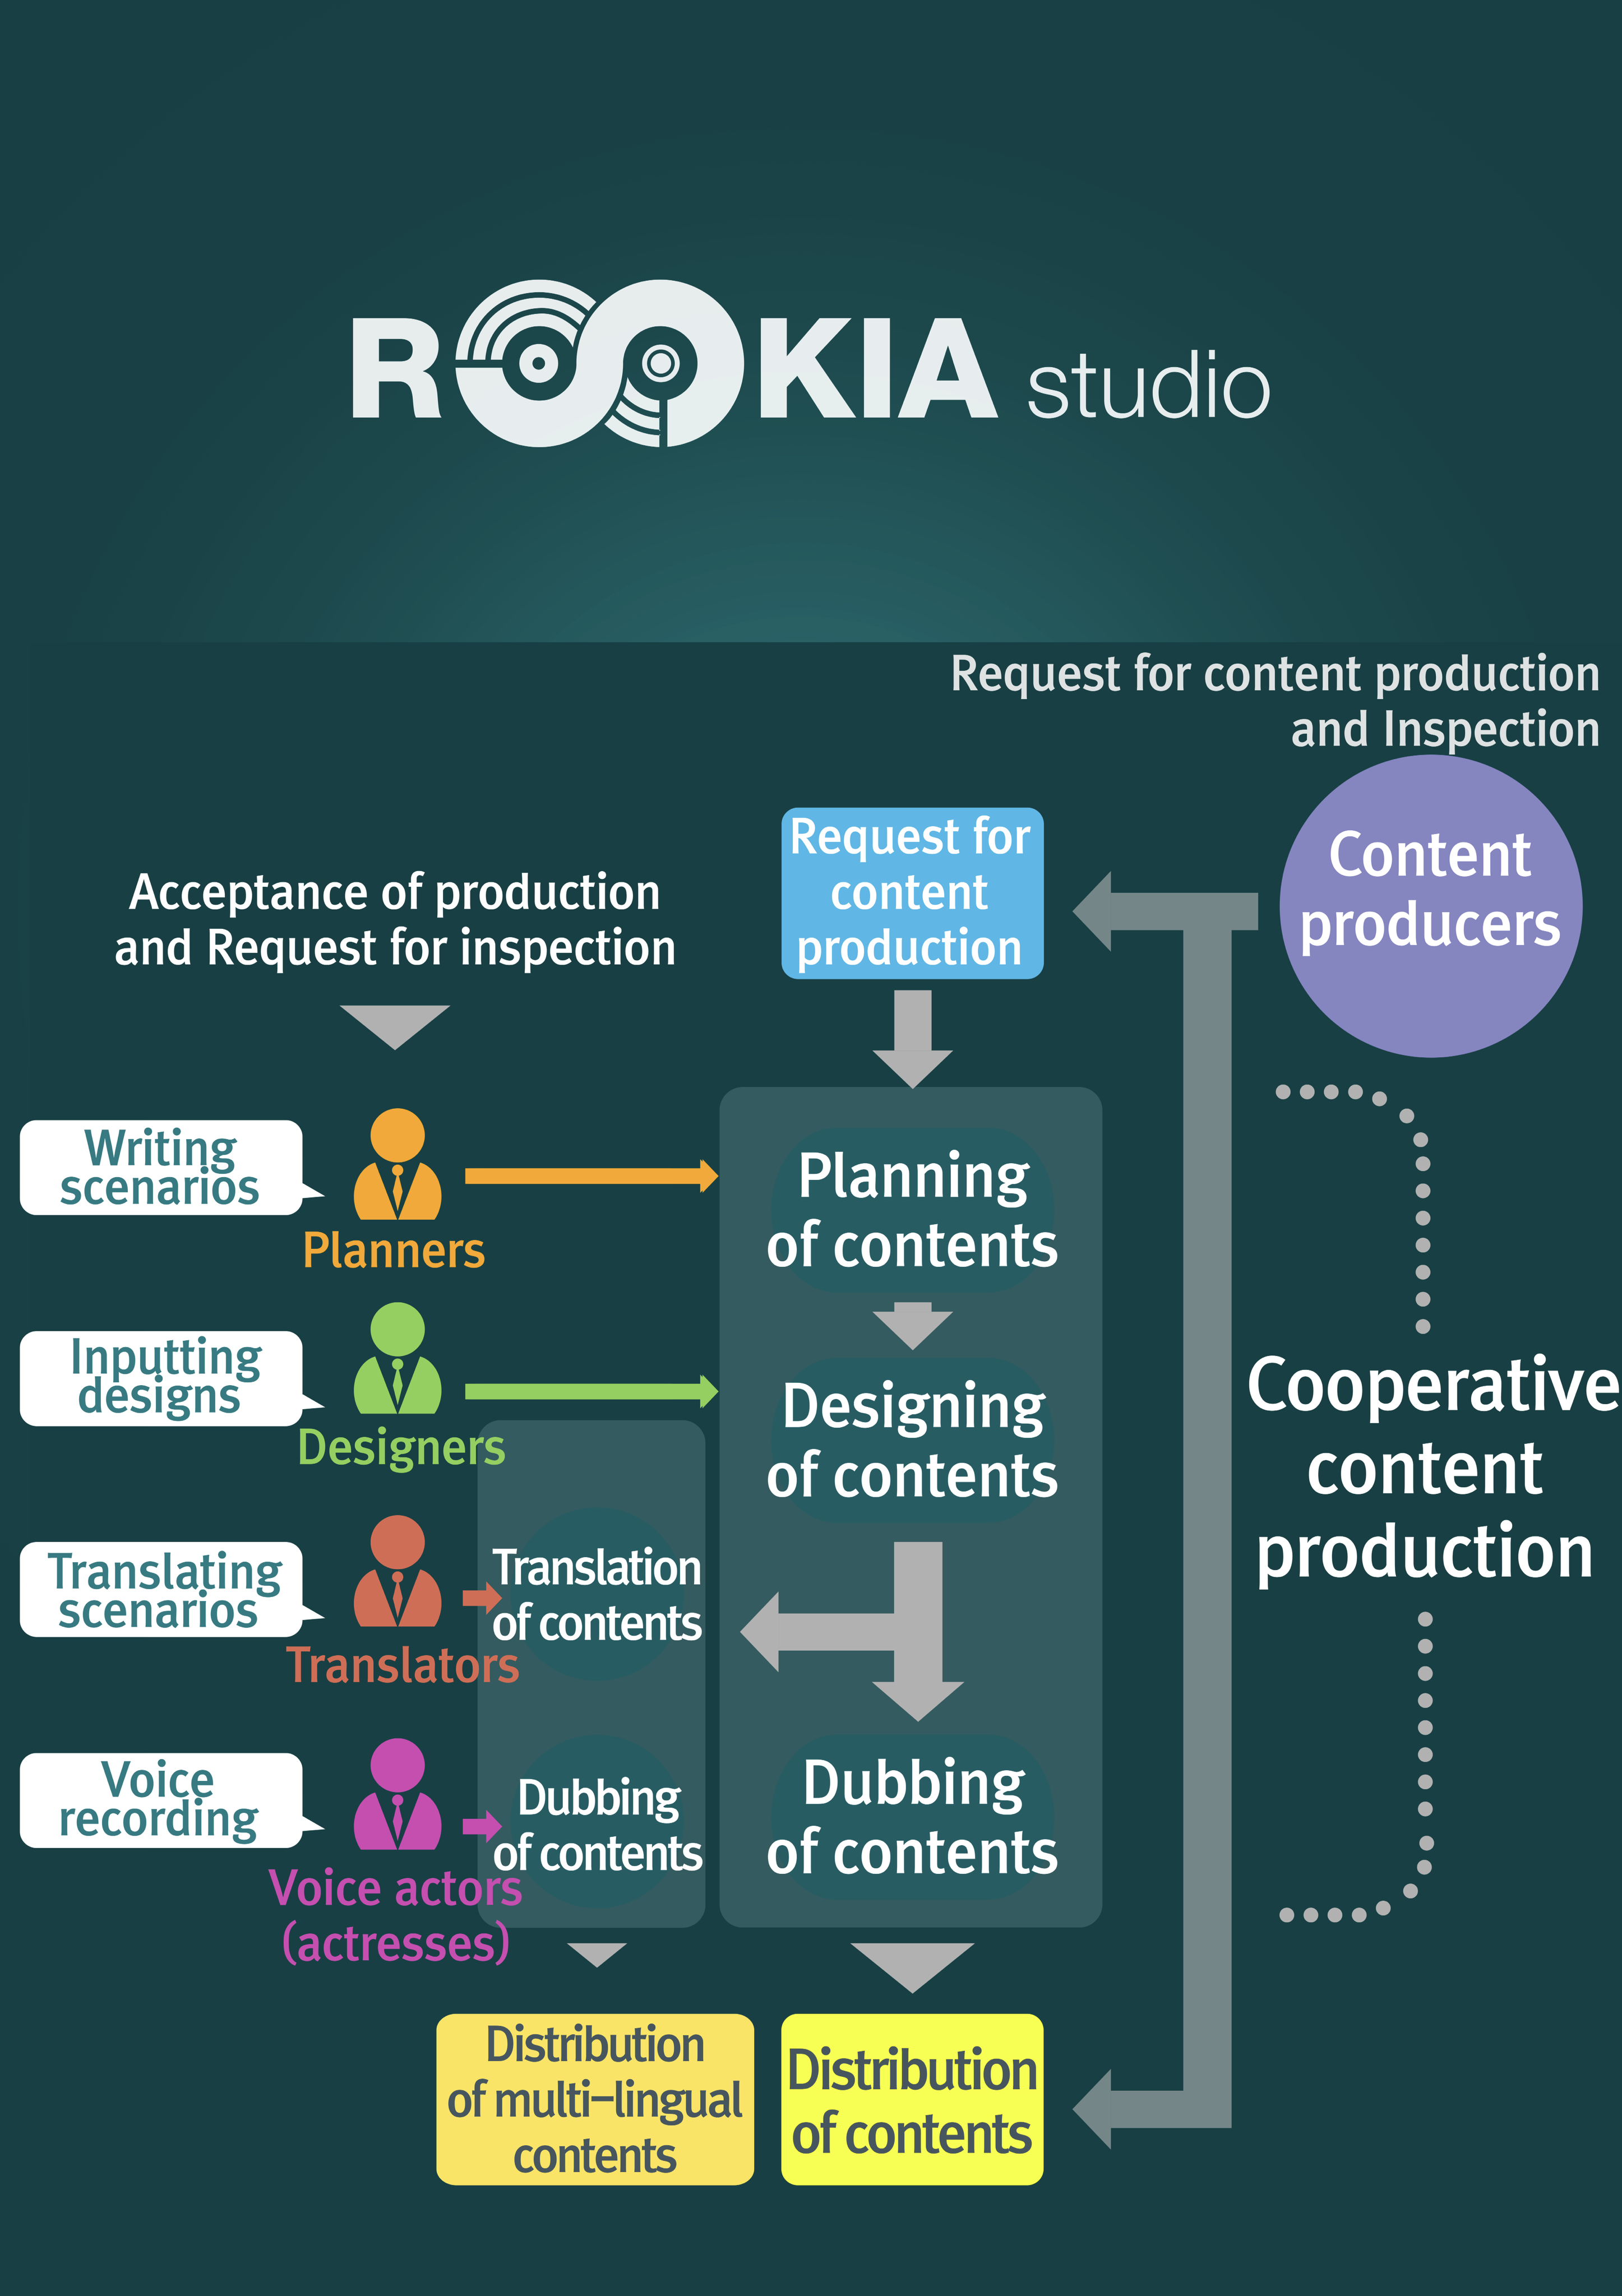 ROOKIA studio
Request for content production
and Inspection
Content
producers
Request for
content
production
Acceptance of production
and Request for inspection
Writing
scenarios
Planners
Planning
of contents
Inputting
designs
Designers
Designing
of contents
Cooperative
content
production
Translating
scenarios
Translators
Translation
of contents
Voice
recording
Voice actors
(actresses)
Dubbing
of contents
Dubbing
of contents
Distribution
of multi–lingual
contents
Distribution
of contents